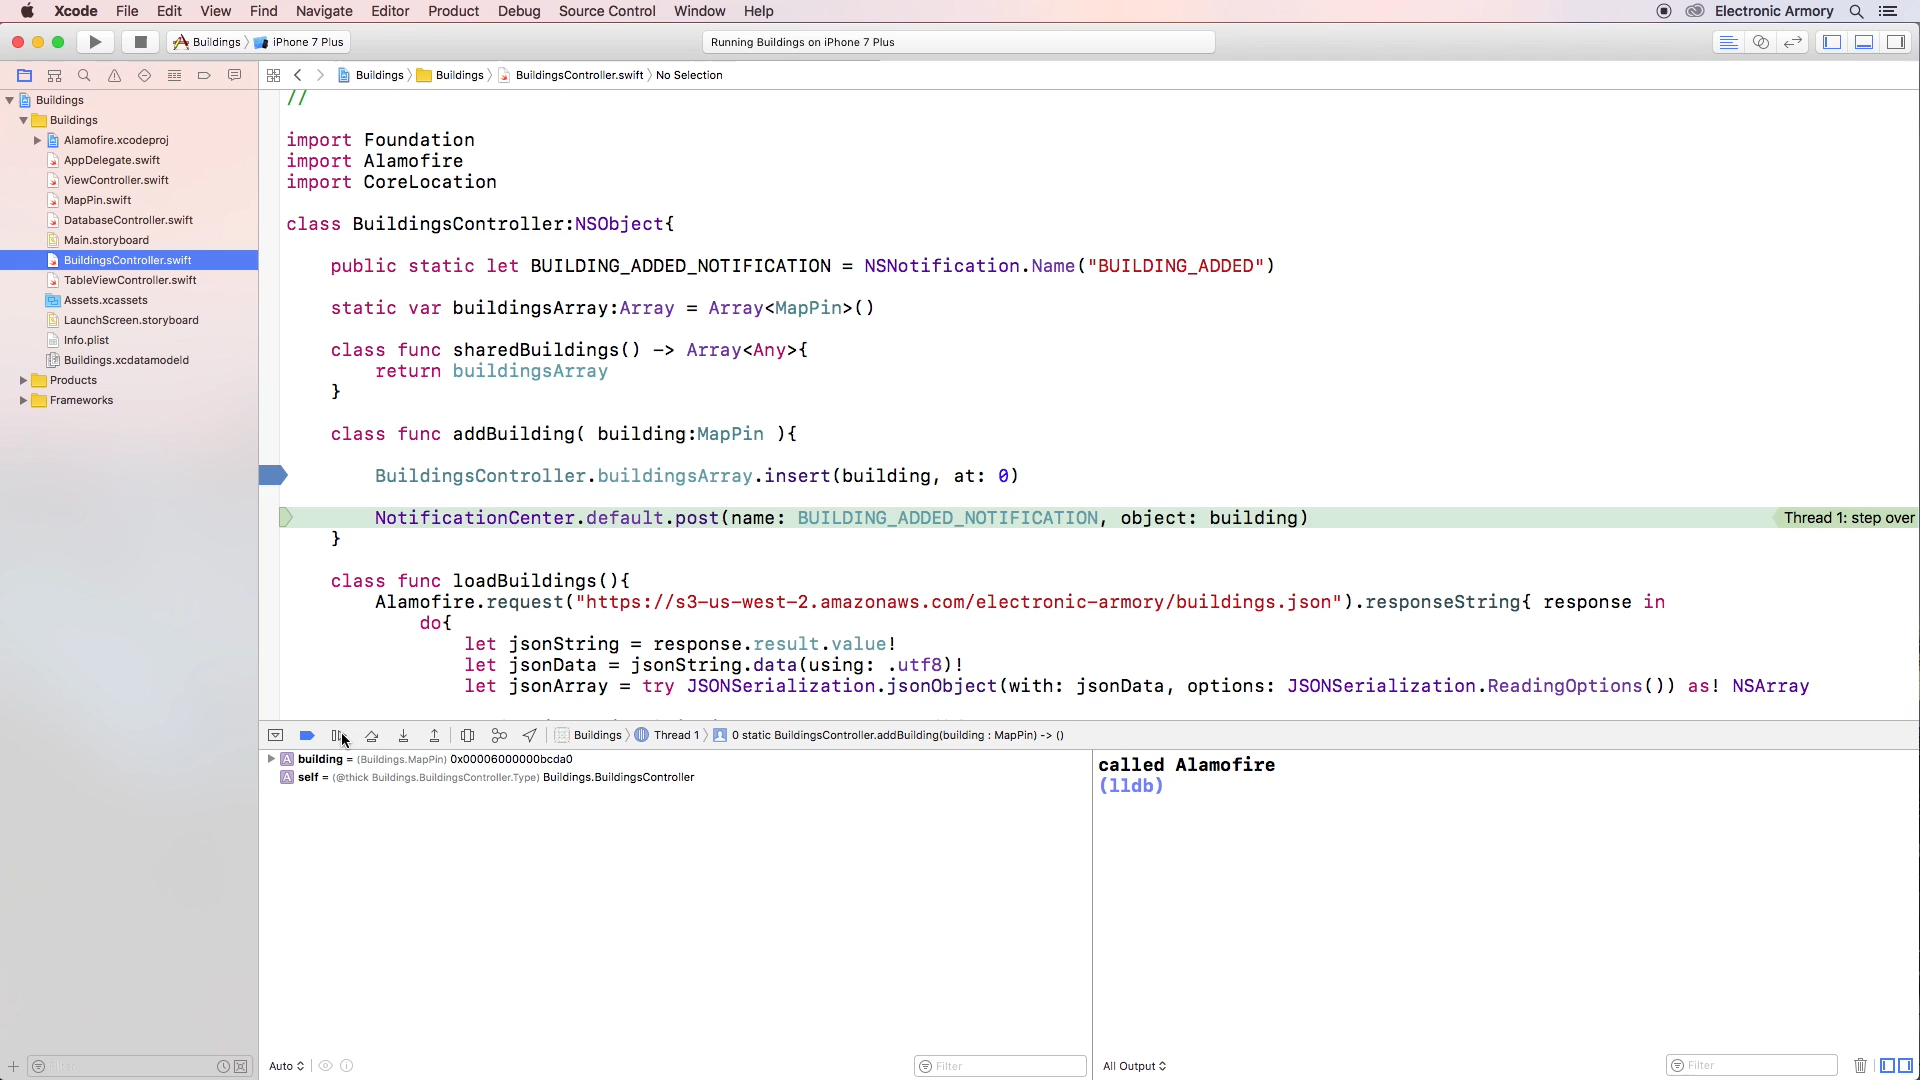 Xcode File Edit View Find Navigate Editor Product Debug Source Control Window Help Electronic Armory
Buildings iPhone 7 Plus Running Buildings on iPhone 7 Plus
Buildings Buildings BuildingsController.swift No Selection
Buildings
Buildings
Alamofire.xcodeproj
AppDelegate.swift
ViewController.swift
MapPin.swift
DatabaseController.swift
Main.storyboard
BuildingsController.swift
TableViewController.swift
Assets.xcassets
LaunchScreen.storyboard
Info.plist
Buildings.xcdatamodeld
Products
Frameworks
//
import Foundation
import Alamofire
import CoreLocation
class BuildingsController:NSObject{
public static let BUILDING_ADDED_NOTIFICATION = NSNotification.Name("BUILDING_ADDED")
static var buildingsArray:Array = Array<MapPin>()
class func sharedBuildings() -> Array<Any>{
return buildingsArray
}
class func addBuilding( building:MapPin ){
BuildingsController.buildingsArray.insert(building, at: 0)
NotificationCenter.default.post(name: BUILDING_ADDED_NOTIFICATION, object: building) Thread 1: step over
}
class func loadBuildings(){
Alamofire.request("https://s3-us-west-2.amazonaws.com/electronic-armory/buildings.json").responseString{ response in
do{
let jsonString = response.result.value!
let jsonData = jsonString.data(using: .utf8)!
let jsonArray = try JSONSerialization.jsonObject(with: jsonData, options: JSONSerialization.ReadingOptions()) as! NSArray
Buildings Thread 1 0 static BuildingsController.addBuilding(building : MapPin) -> ()
A building = (Buildings.MapPin) 0x00006000000bcda0
A self = (@thick Buildings.BuildingsController.Type) Buildings.BuildingsController
called Alamofire
(lldb)
Filter
Auto
Filter
All Output
Filter